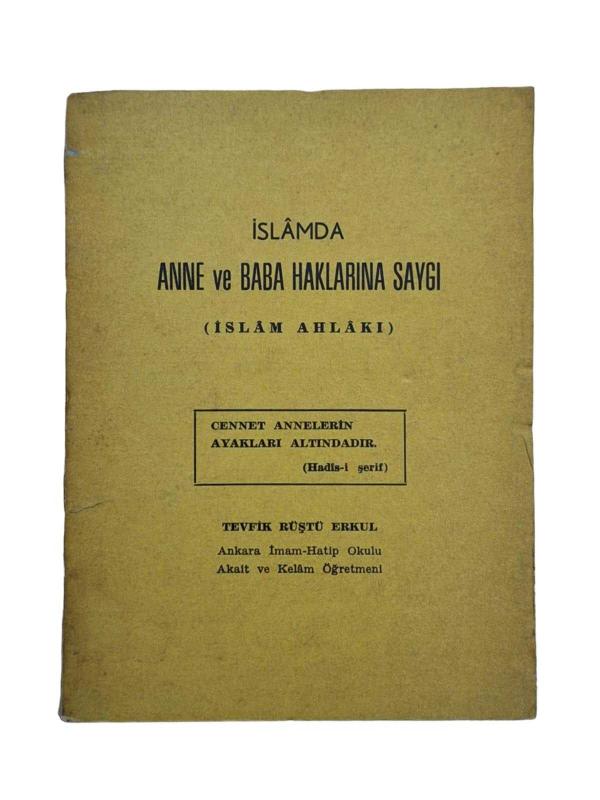 İSLÂMDA
ANNE ve BABA HAKLARINA SAYGI
(İSLÂM AHLÂKI)
CENNET ANNELERİN
AYAKLARI ALTINDADIR.
(Hadîs-i şerif)
TEVFİK RÜŞTÜ ERKUL
Ankara İmam-Hatip Okulu
Akait ve Kelâm Öğretmeni